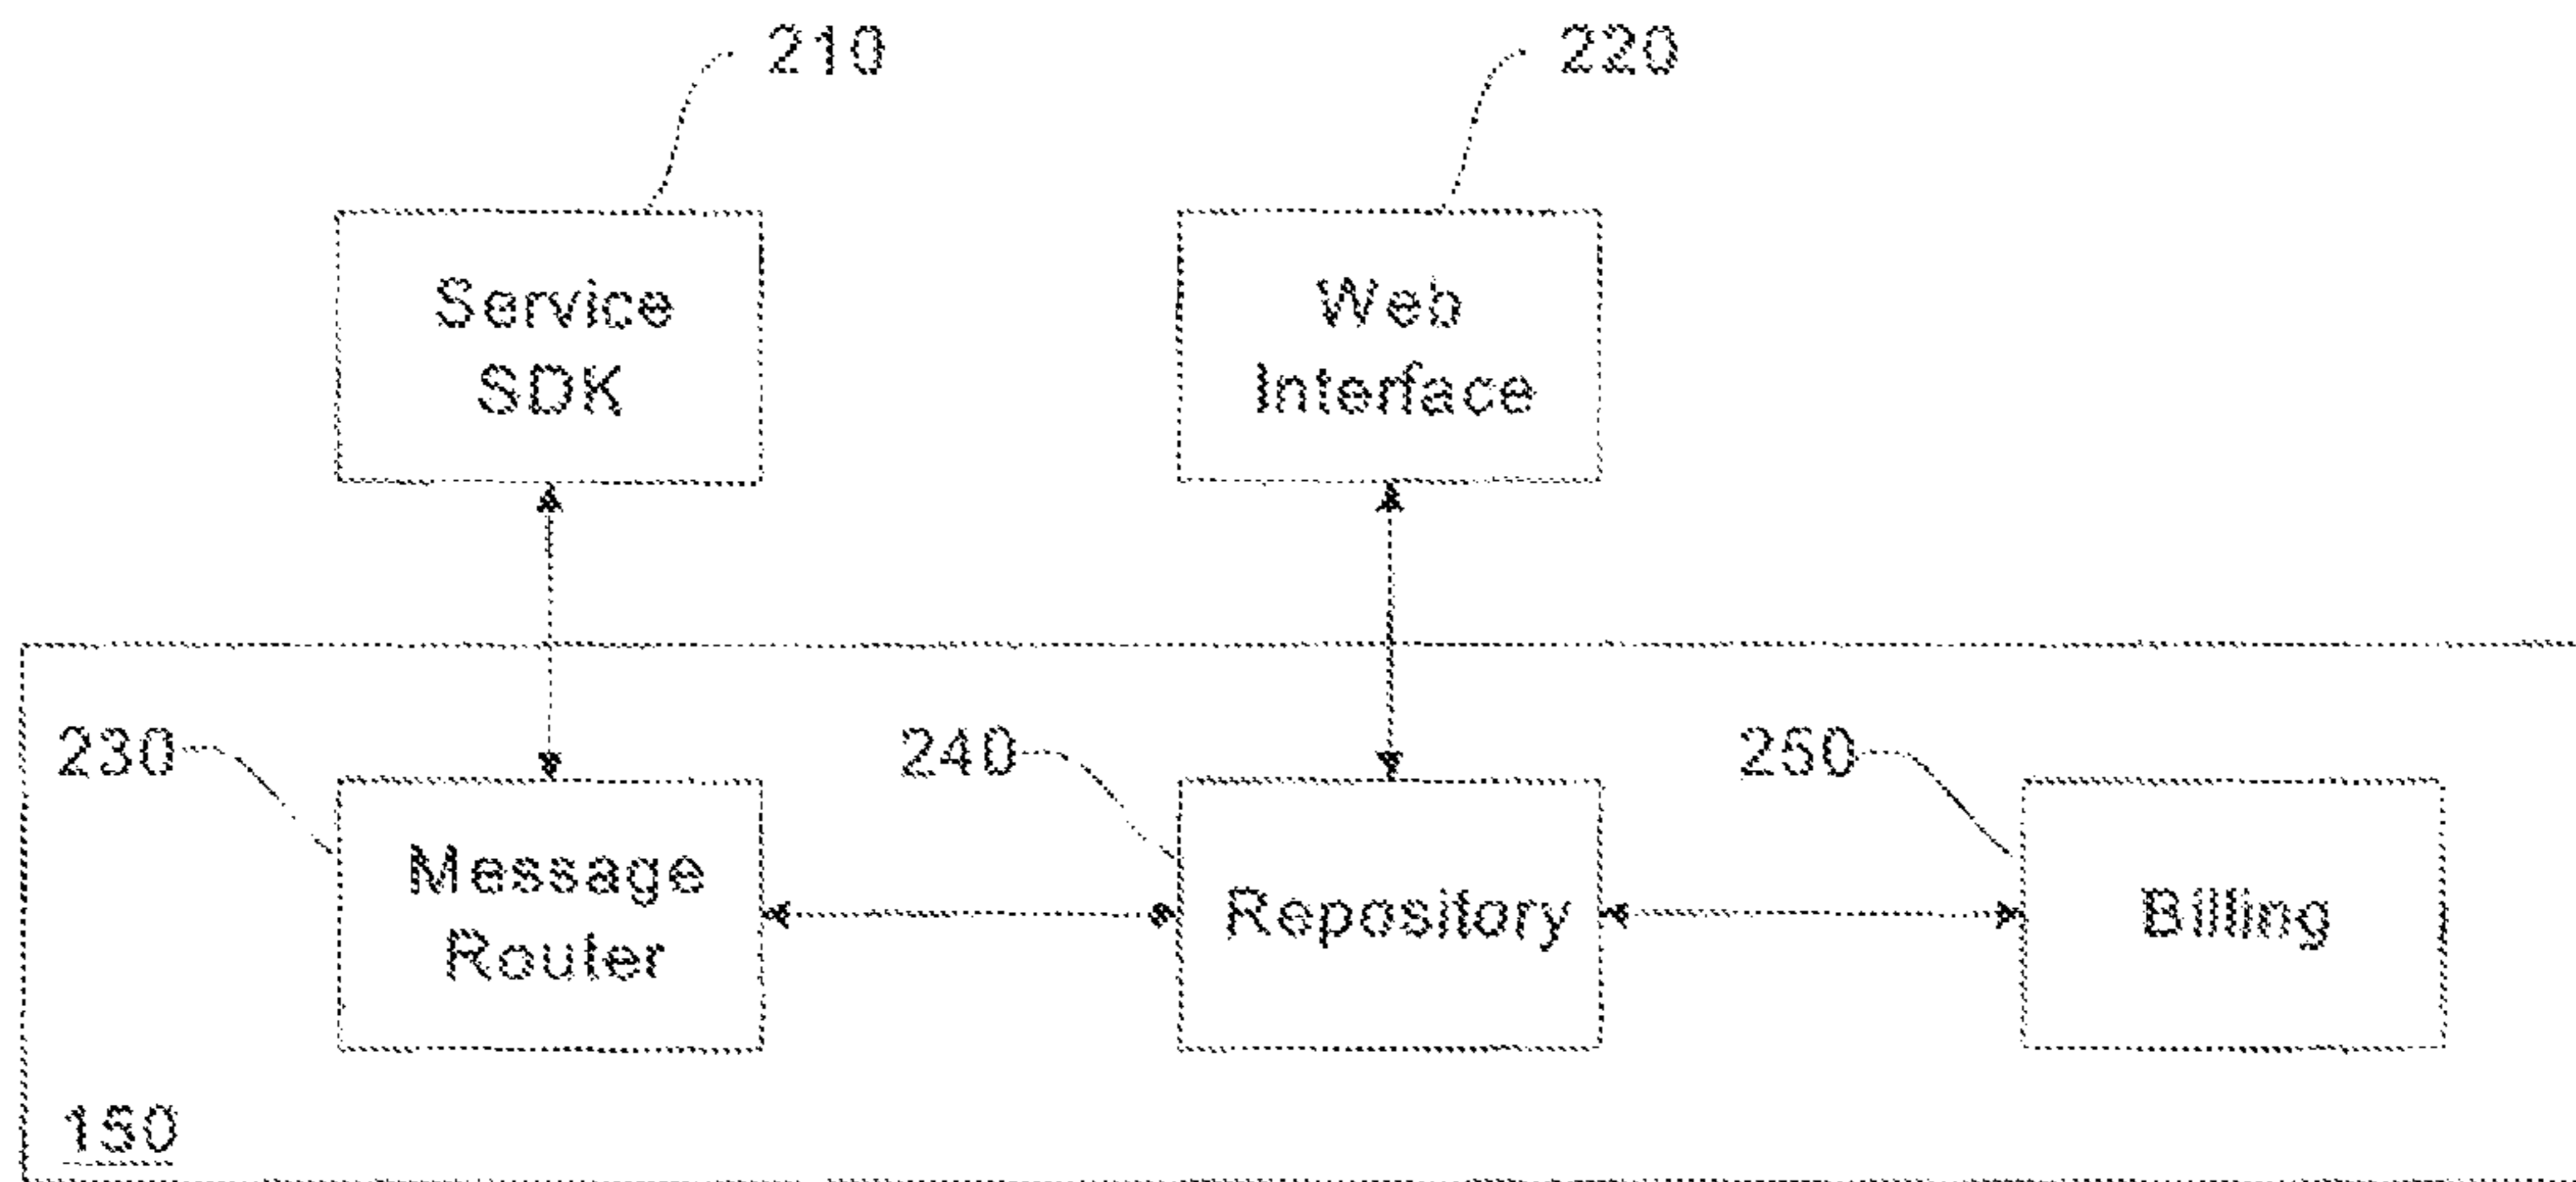 210
220
Service
SDK
Web
Interface
230
240
250
Message
Router
Repository
Billing
150